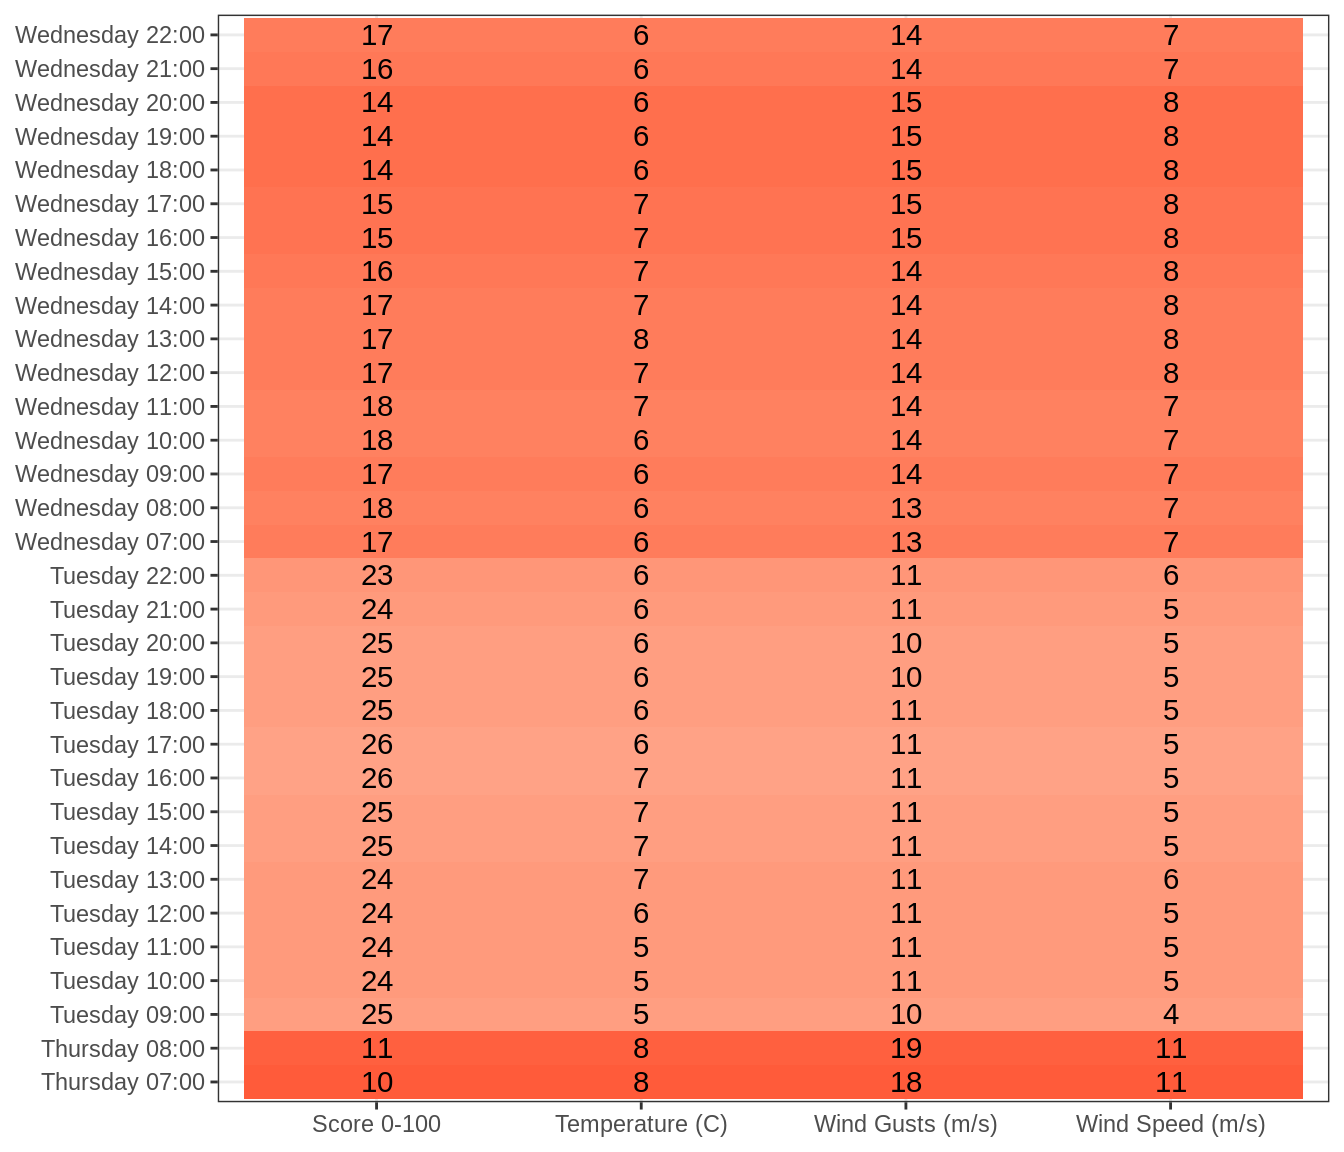 Wednesday 22:00 17 6 14 7
Wednesday 21:00 16 6 14 7
Wednesday 20:00 14 6 15 8
Wednesday 19:00 14 6 15 8
Wednesday 18:00 14 6 15 8
Wednesday 17:00 15 7 15 8
Wednesday 16:00 15 7 15 8
Wednesday 15:00 16 7 14 8
Wednesday 14:00 17 7 14 8
Wednesday 13:00 17 8 14 8
Wednesday 12:00 17 7 14 8
Wednesday 11:00 18 7 14 7
Wednesday 10:00 18 6 14 7
Wednesday 09:00 17 6 14 7
Wednesday 08:00 18 6 13 7
Wednesday 07:00 17 6 13 7
Tuesday 22:00 23 6 11 6
Tuesday 21:00 24 6 11 5
Tuesday 20:00 25 6 10 5
Tuesday 19:00 25 6 10 5
Tuesday 18:00 25 6 11 5
Tuesday 17:00 26 6 11 5
Tuesday 16:00 26 7 11 5
Tuesday 15:00 25 7 11 5
Tuesday 14:00 25 7 11 5
Tuesday 13:00 24 7 11 6
Tuesday 12:00 24 6 11 5
Tuesday 11:00 24 5 11 5
Tuesday 10:00 24 5 11 5
Tuesday 09:00 25 5 10 4
Thursday 08:00 11 8 19 11
Thursday 07:00 10 8 18 11
Score 0-100 Temperature (C) Wind Gusts (m/s) Wind Speed (m/s)